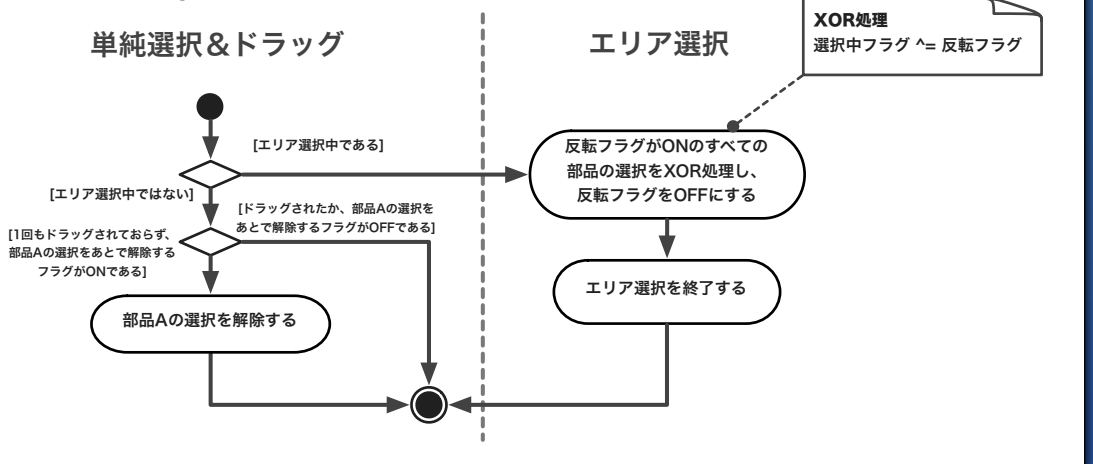 単純選択＆ドラッグ
エリア選択
XOR処理
選択中フラグ ^= 反転フラグ
[エリア選択中である]
反転フラグがONのすべての
部品の選択をXOR処理し、
反転フラグをOFFにする
[エリア選択中ではない]
[ドラッグされたか、部品Aの選択を
あとで解除するフラグがOFFである]
[1回もドラッグされておらず、
部品Aの選択をあとで解除する
フラグがONである]
エリア選択を終了する
部品Aの選択を解除する